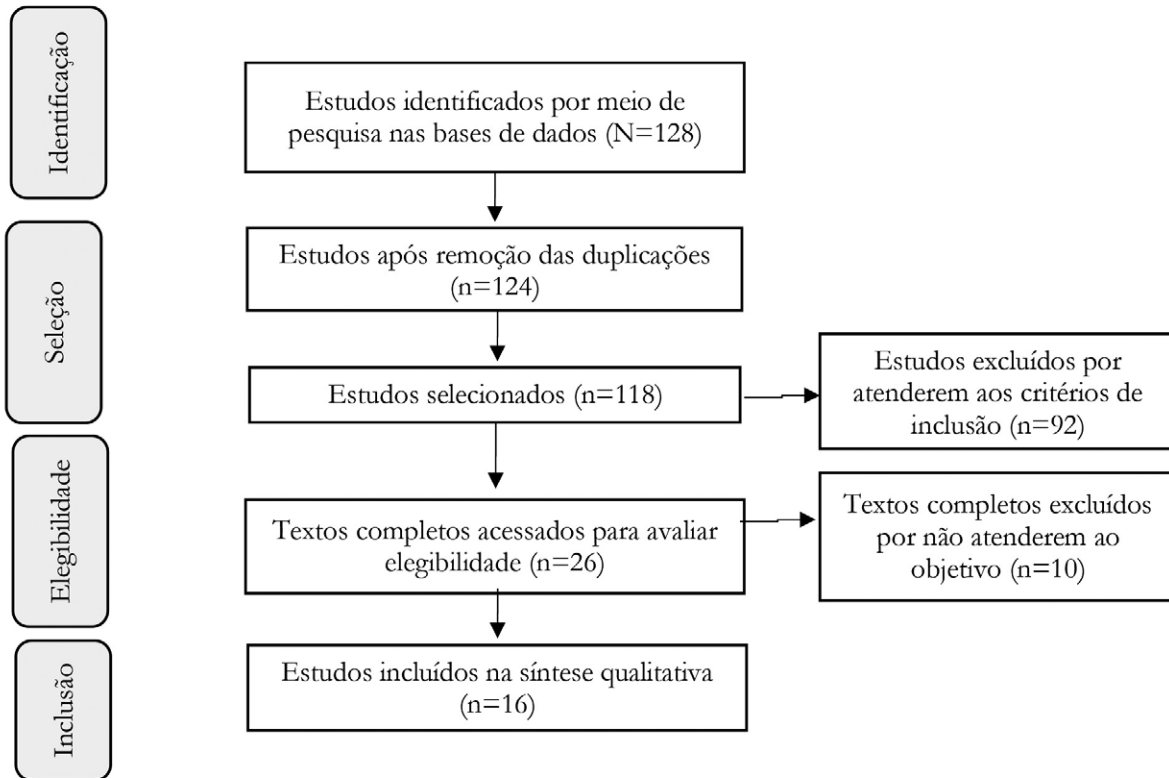 Identificação
Estudos identificados por meio de
pesquisa nas bases de dados (N=128)
Seleção
Estudos após remoção das duplicações
(n=124)
Estudos selecionados (n=118)
Estudos excluídos por
atenderem aos critérios de
inclusão (n=92)
Elegibilidade
Textos completos acessados para avaliar
elegibilidade (n=26)
Textos completos excluídos
por não atenderem ao
objetivo (n=10)
Inclusão
Estudos incluídos na síntese qualitativa
(n=16)